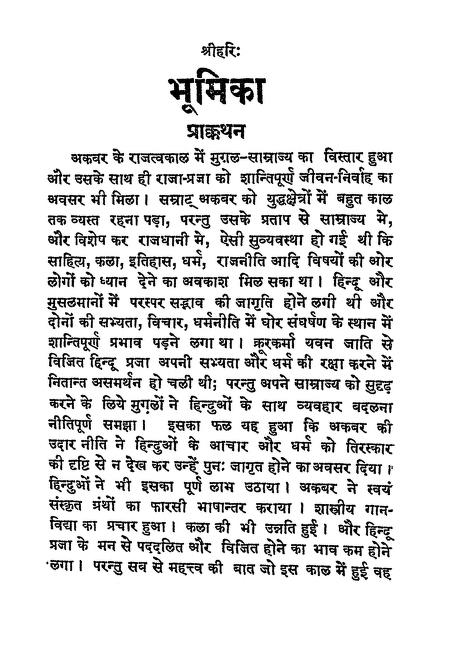 श्रीहरिः
भूमिका
प्राक्कथन
अकबर के राजत्वकाल में मुग़ल-साम्राज्य का विस्तार हुआ
और उसके साथ ही राजा-प्रजा को शान्तिपूर्ण जीवन-निर्वाह का
अवसर भी मिला। सम्राट् अकबर को युद्धक्षेत्रों में बहुत काल
तक व्यस्त रहना पड़ा, परन्तु उसके प्रताप से साम्राज्य मे,
और विशेप कर राजधानी मे, ऐसी सुव्यवस्था हो गई थी कि
साहित्य, कला, इतिहास, धर्म, राजनीति आदि विषयों की ओर
लोगों को ध्यान देने का अवकाश मिल सका था। हिन्दू और
मुसलमानों में परस्पर सद्भाव की जागृति होने लगी थी और
दोनों की सभ्यता, विचार, धर्मनीति में घोर संघर्षण के स्थान में
शान्तिपूर्ण प्रभाव पड़ने लगा था। क्रूरकर्मा यवन जाति से
विजित हिन्दू प्रजा अपनी सभ्यता और धर्म की रक्षा करने में
नितान्त असमर्थन हो चली थी; परन्तु अपने साम्राज्य को सुदृढ़
करने के लिये मुग़लों ने हिन्दुओं के साथ व्यवहार बदलना
नीतिपूर्ण समझा। इसका फल यह हुआ कि अकबर की
उदार नीति ने हिन्दुओं के आचार और धर्म को तिरस्कार
की दृष्टि से न देख कर उन्हें पुनः जागृत होने का अवसर दिया।
हिन्दुओं ने भी इसका पूर्ण लाभ उठाया। अकबर ने स्वयं
संस्कृत ग्रंथों का फारसी भाषान्तर कराया। शास्त्रीय गान-
विद्या का प्रचार हुआ। कला की भी उन्नति हुई। और हिन्दू
प्रजा के मन से पददलित और विजित होने का भाव कम होने
लगा। परन्तु सब से महत्त्व की बात जो इस काल में हुई वह